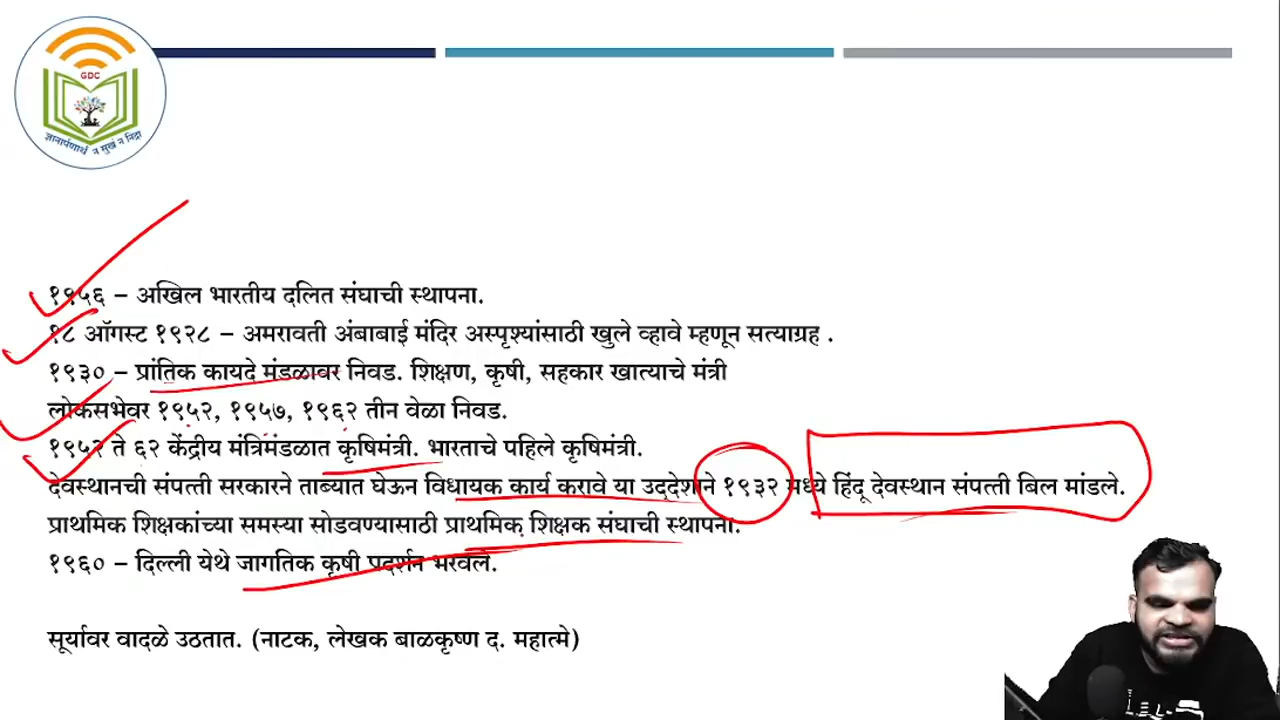 GDC
ज्ञानार्पणार्थं न सुखं न निद्रा
१९५६ – अखिल भारतीय दलित संघाची स्थापना.
१८ ऑगस्ट १९२८ – अमरावती अंबाबाई मंदिर अस्पृश्यांसाठी खुले व्हावे म्हणून सत्याग्रह .
१९३० – प्रांतिक कायदे मंडळावर निवड. शिक्षण, कृषी, सहकार खात्याचे मंत्री
लोकसभेवर १९५२, १९५७, १९६२ तीन वेळा निवड.
१९५२ ते ६२ केंद्रीय मंत्रिमंडळात कृषिमंत्री. भारताचे पहिले कृषिमंत्री.
देवस्थानची संपत्ती सरकारने ताब्यात घेऊन विधायक कार्य करावे या उद्देशाने १९३२ मध्ये हिंदू देवस्थान संपत्ती बिल मांडले.
प्राथमिक शिक्षकांच्या समस्या सोडवण्यासाठी प्राथमिक शिक्षक संघाची स्थापना.
१९६० – दिल्ली येथे जागतिक कृषी प्रदर्शन भरवले.
सूर्यावर वादळे उठतात. (नाटक, लेखक बाळकृष्ण द. महात्मे)